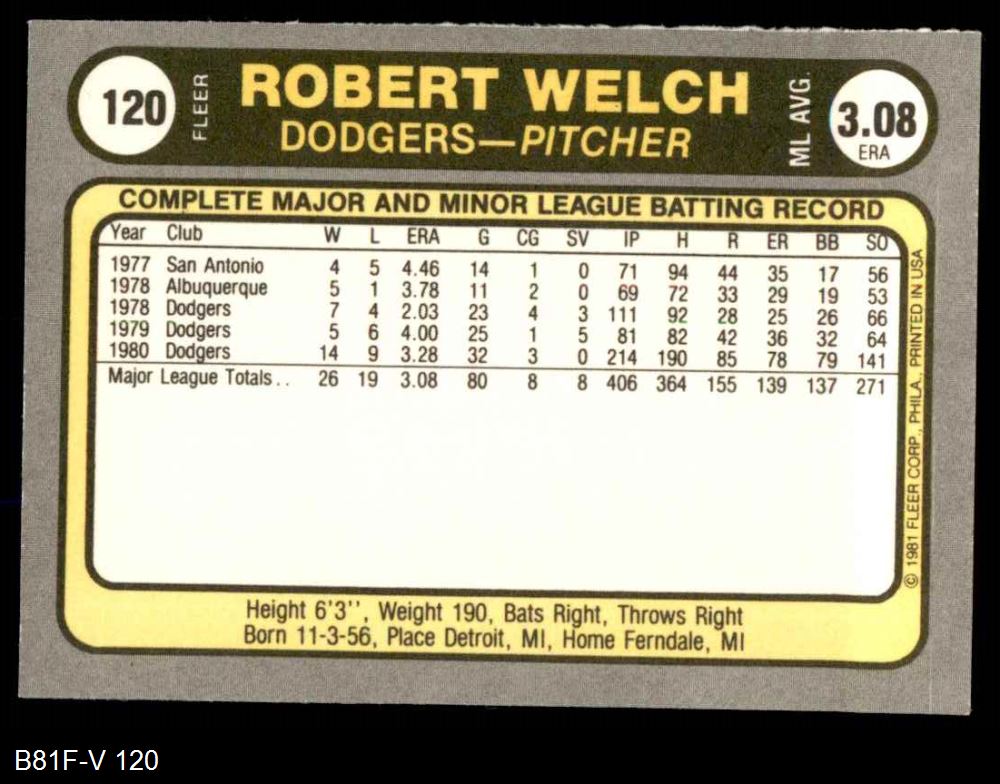 120
FLEER
ROBERT WELCH
DODGERS—PITCHER
ML AVG.
3.08
ERA
COMPLETE MAJOR AND MINOR LEAGUE BATTING RECORD
Year Club W L ERA G CG SV IP H R ER BB SO
1977 San Antonio 4 5 4.46 14 1 0 71 94 44 35 17 56
1978 Albuquerque 5 1 3.78 11 2 0 69 72 33 29 19 53
1978 Dodgers 7 4 2.03 23 4 3 111 92 28 25 26 66
1979 Dodgers 5 6 4.00 25 1 5 81 82 42 36 32 64
1980 Dodgers 14 9 3.28 32 3 0 214 190 85 78 79 141
Major League Totals.. 26 19 3.08 80 8 8 406 364 155 139 137 271
© 1981 FLEER CORP., PHILA., PRINTED IN USA
Height 6'3'', Weight 190, Bats Right, Throws Right
Born 11-3-56, Place Detroit, MI, Home Ferndale, MI
B81F-V 120